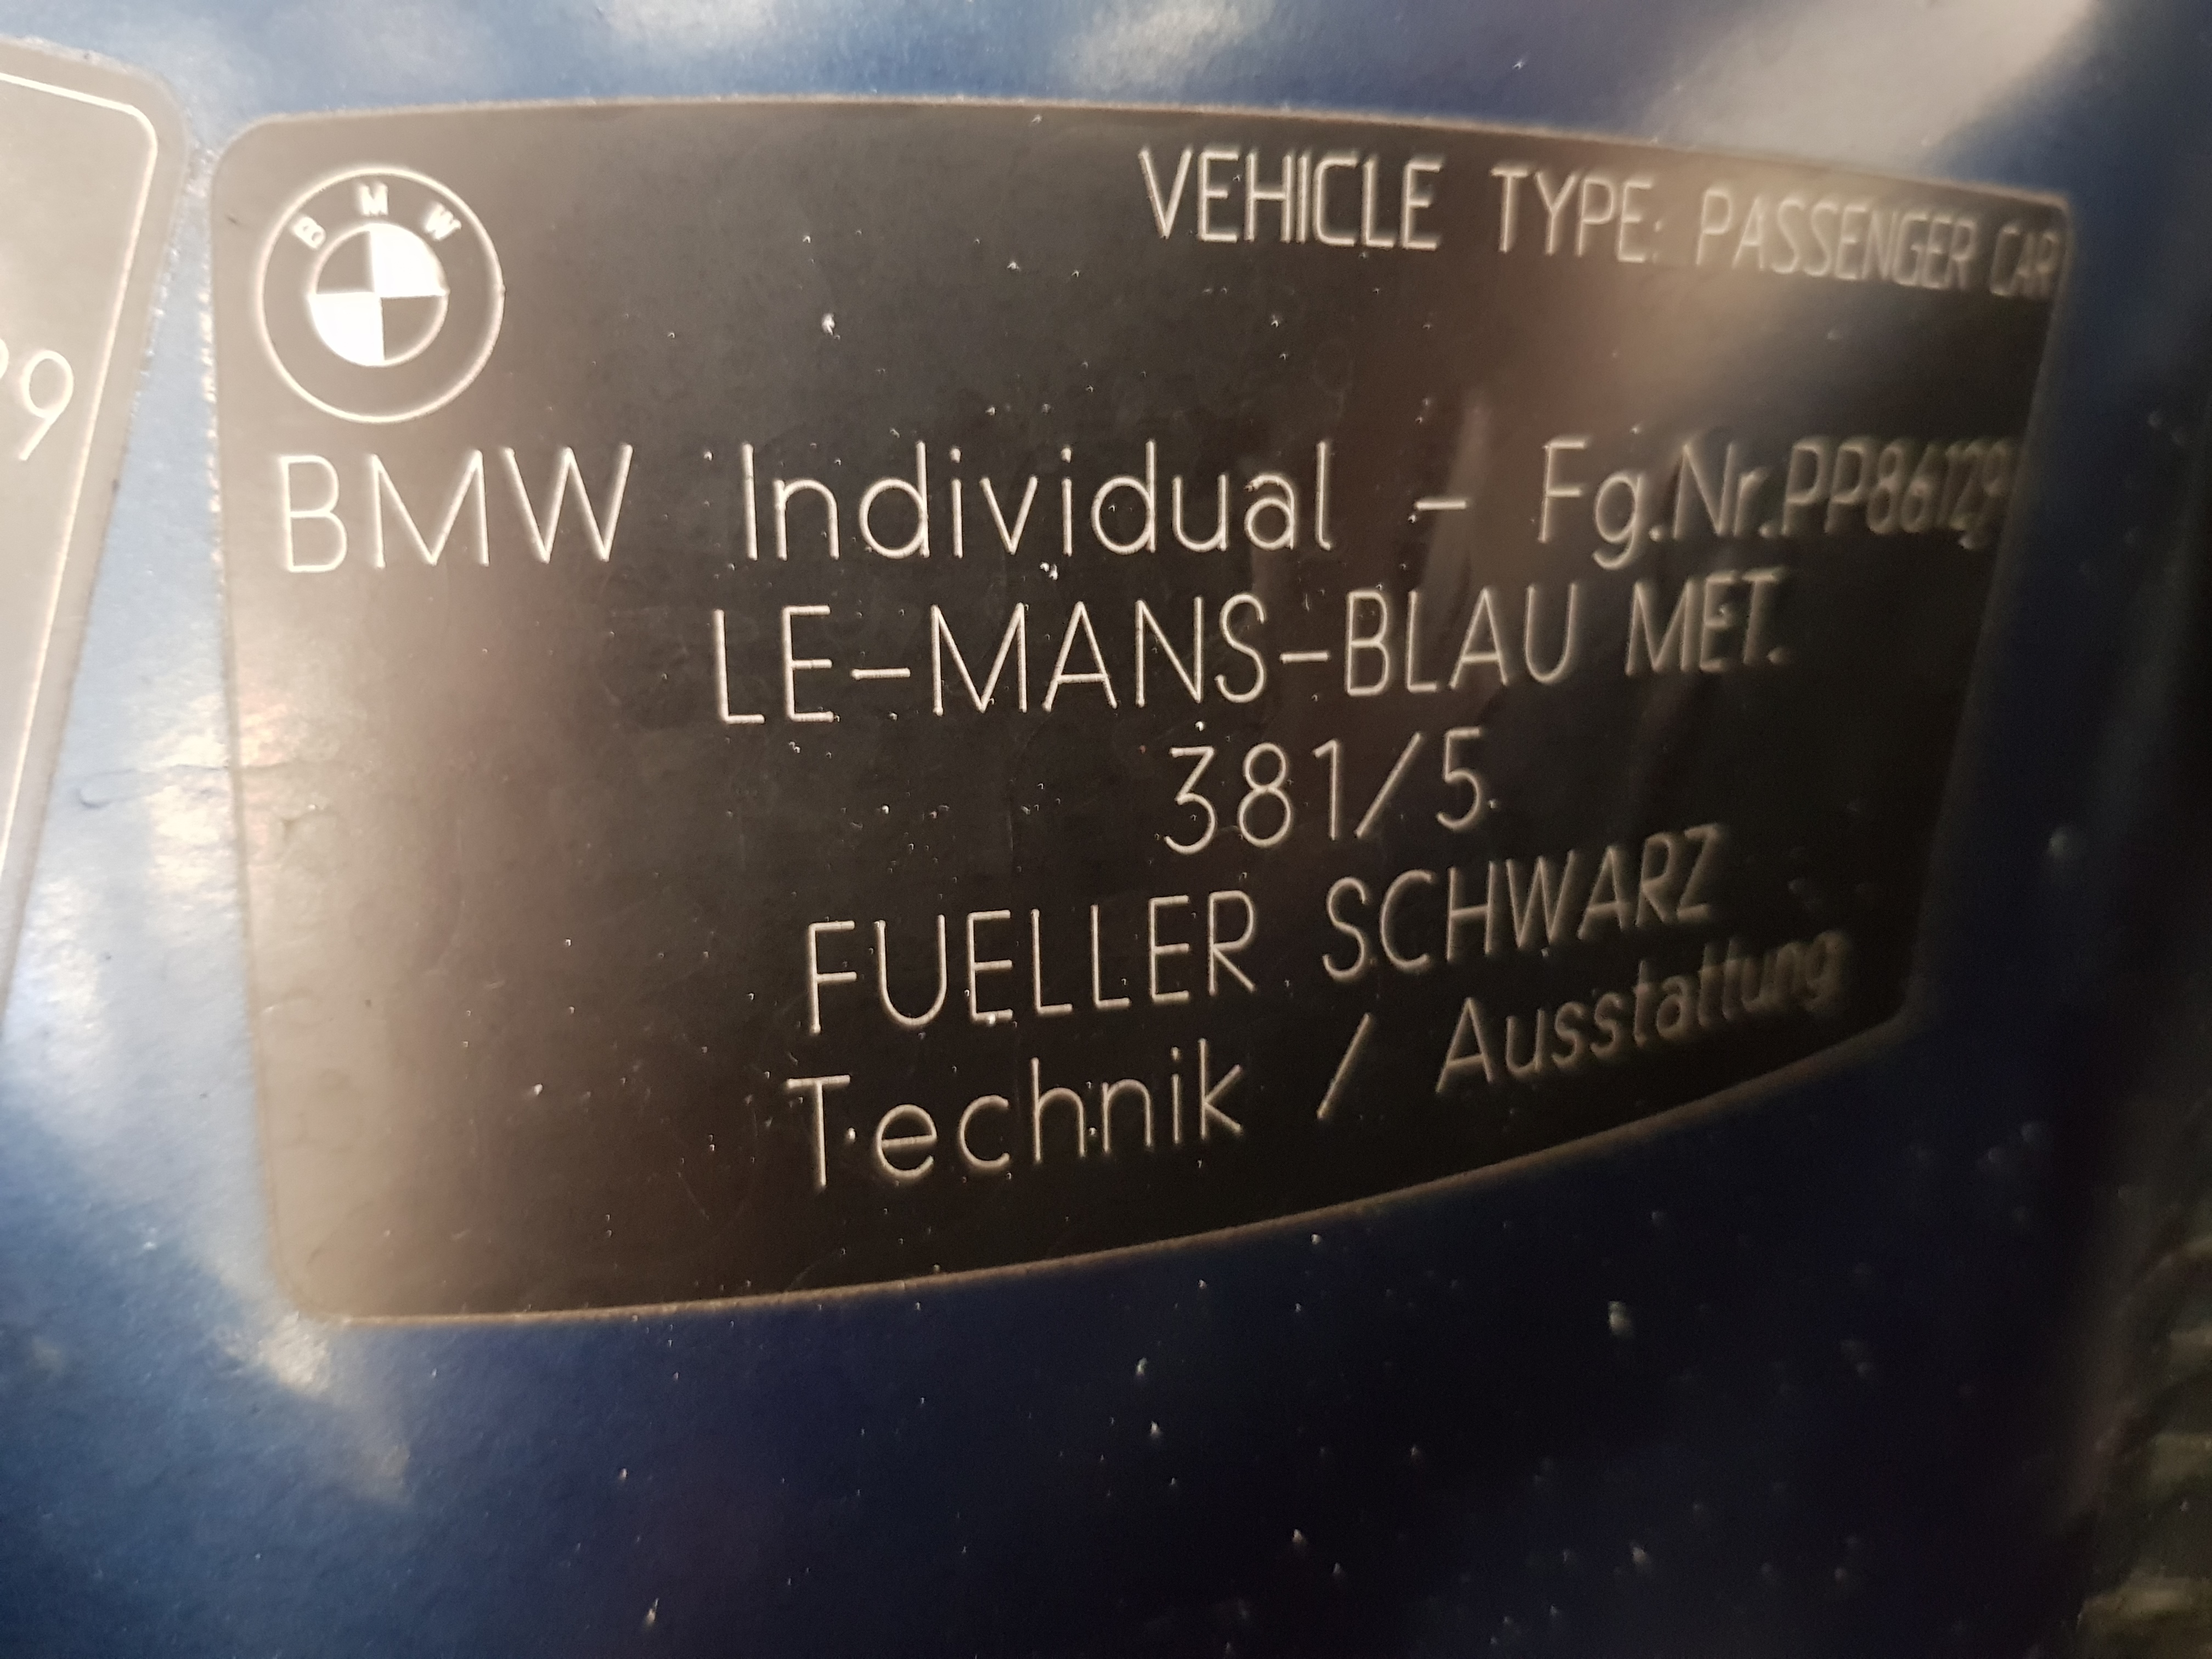 BMW
VEHICLE TYPE: PASSENGER CAR
99
BMW Individual - Fg.Nr.PP86129
LE-MANS-BLAU MET.
381/5
FUELLER SCHWARZ
Technik / Ausstattung